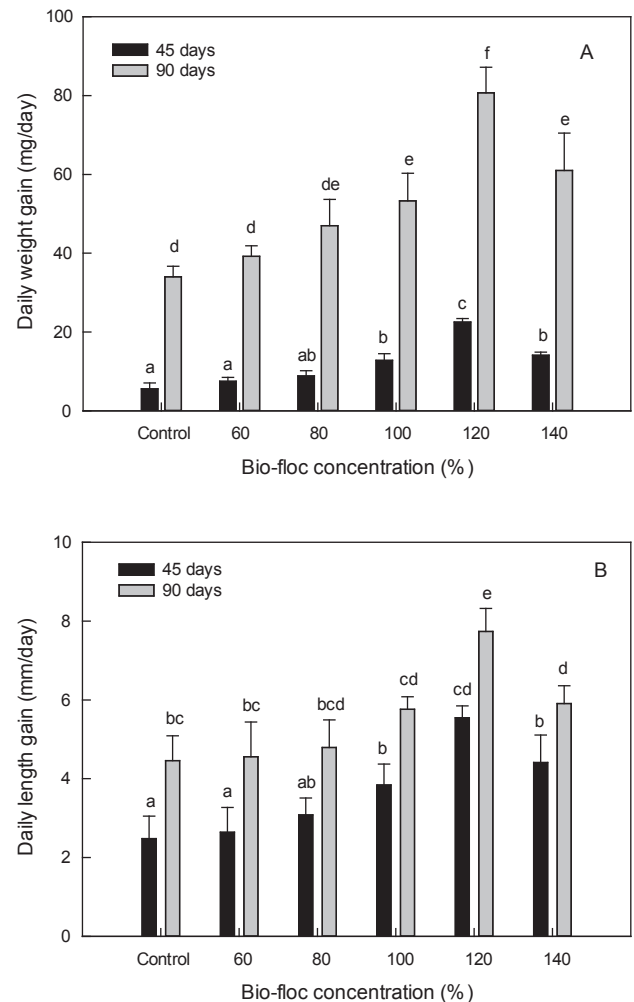 100
80
60
40
20
0
Daily weight gain (mg/day)
45 days
90 days
A
a d
a d
ab de
b e
c f
b e
Control 60 80 100 120 140
Bio-floc concentration (%)
10
8
6
4
2
0
Daily length gain (mm/day)
45 days
90 days
B
a bc
a bc
ab bcd
b cd
cd e
b d
Control 60 80 100 120 140
Bio-floc concentration (%)